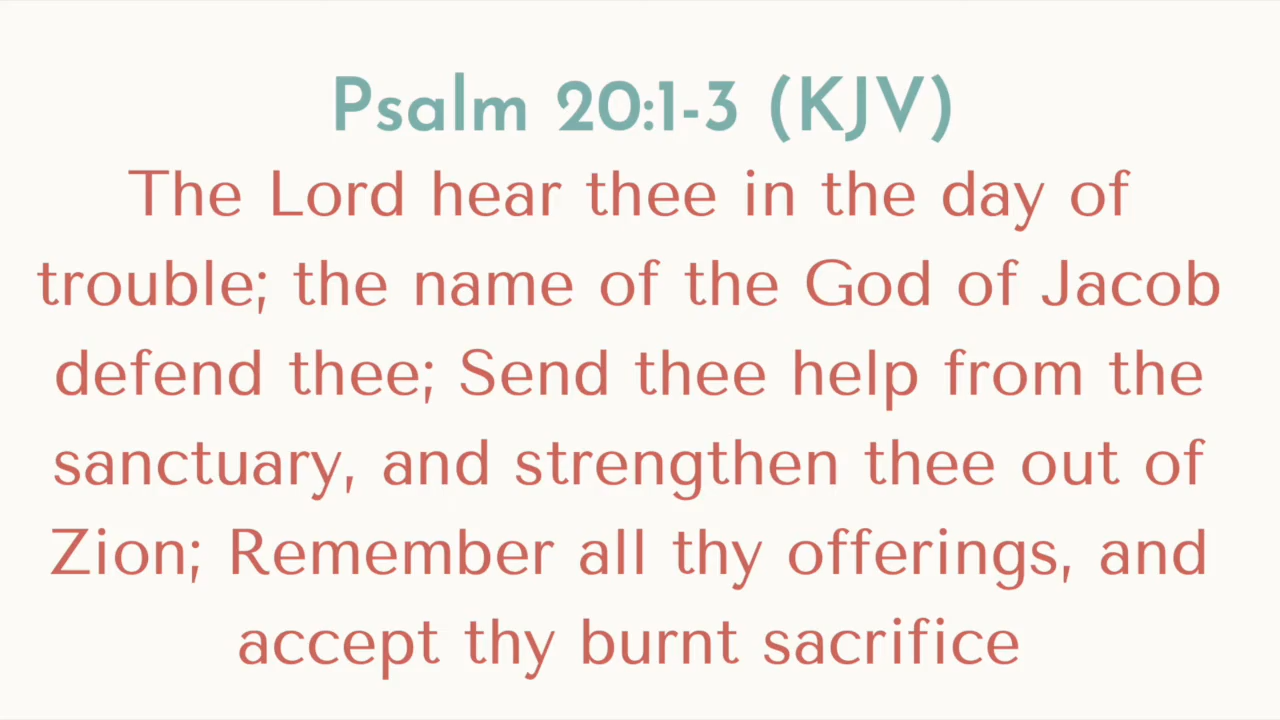 Psalm 20:1-3 (KJV)
The Lord hear thee in the day of
trouble; the name of the God of Jacob
defend thee; Send thee help from the
sanctuary, and strengthen thee out of
Zion; Remember all thy offerings, and
accept thy burnt sacrifice